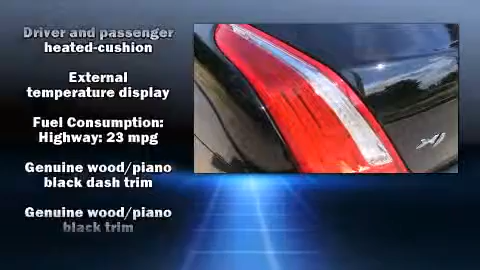 Driver and passenger
heated-cushion
External
temperature display
Fuel Consumption:
Highway: 23 mpg
Genuine wood/piano
black dash trim
Genuine wood/piano
black trim
XJ